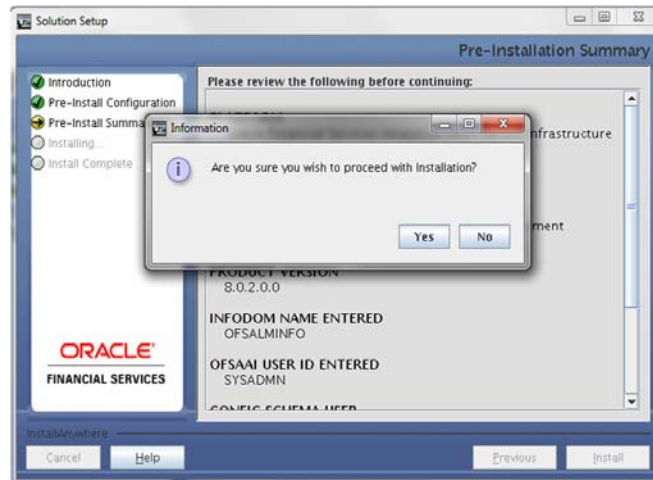 Solution Setup
Pre-Installation Summary
Introduction
Pre-Install Configuration
Pre-Install Summa
Installing...
Install Complete
Please review the following before continuing:
nfrastructure
Information
Are you sure you wish to proceed with Installation?
Yes
No
ment
PRODUCT VERSION
8.0.2.0.0
INFODOM NAME ENTERED
OFSALMINFO
OFSAAI USER ID ENTERED
SYSADMN
CONFIG SCHEMA USER
ORACLE
FINANCIAL SERVICES
InstallAnywhere
Cancel
Help
Previous
Install